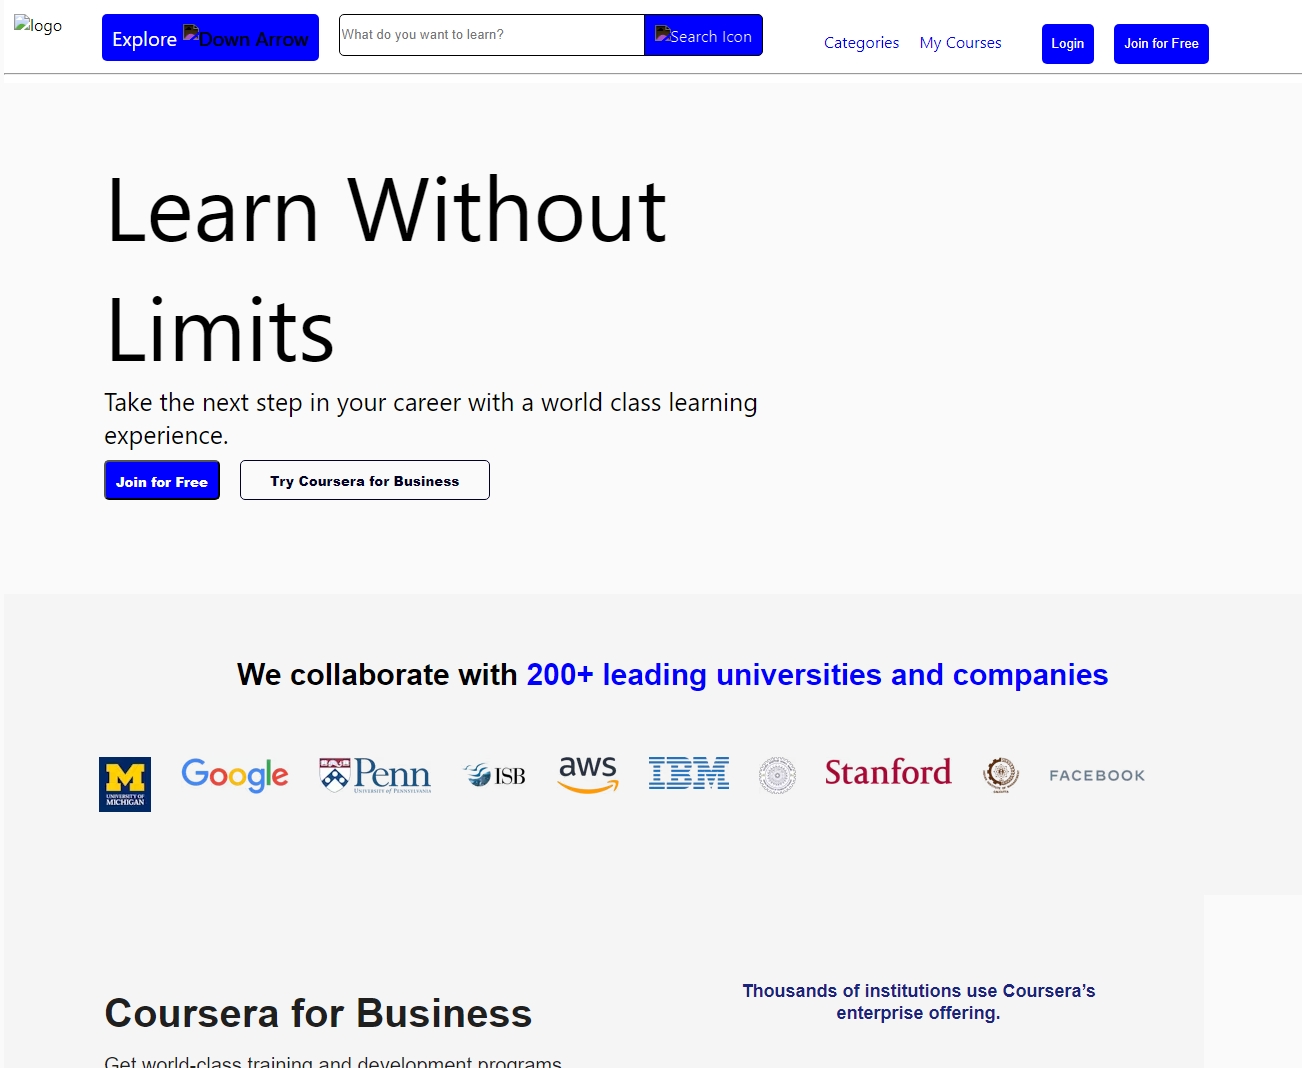 logo
Explore Down Arrow
What do you want to learn?
Search Icon
Categories
My Courses
Login
Join for Free
Learn Without
Limits
Take the next step in your career with a world class learning
experience.
Join for Free
Try Coursera for Business
We collaborate with 200+ leading universities and companies
M
UNIVERSITY OF
MICHIGAN
Google
Penn
UNIVERSITY OF PENNSYLVANIA
ISB
aws
IBM
Stanford
FACEBOOK
Coursera for Business
Get world-class training and development programs
Thousands of institutions use Coursera’s
enterprise offering.